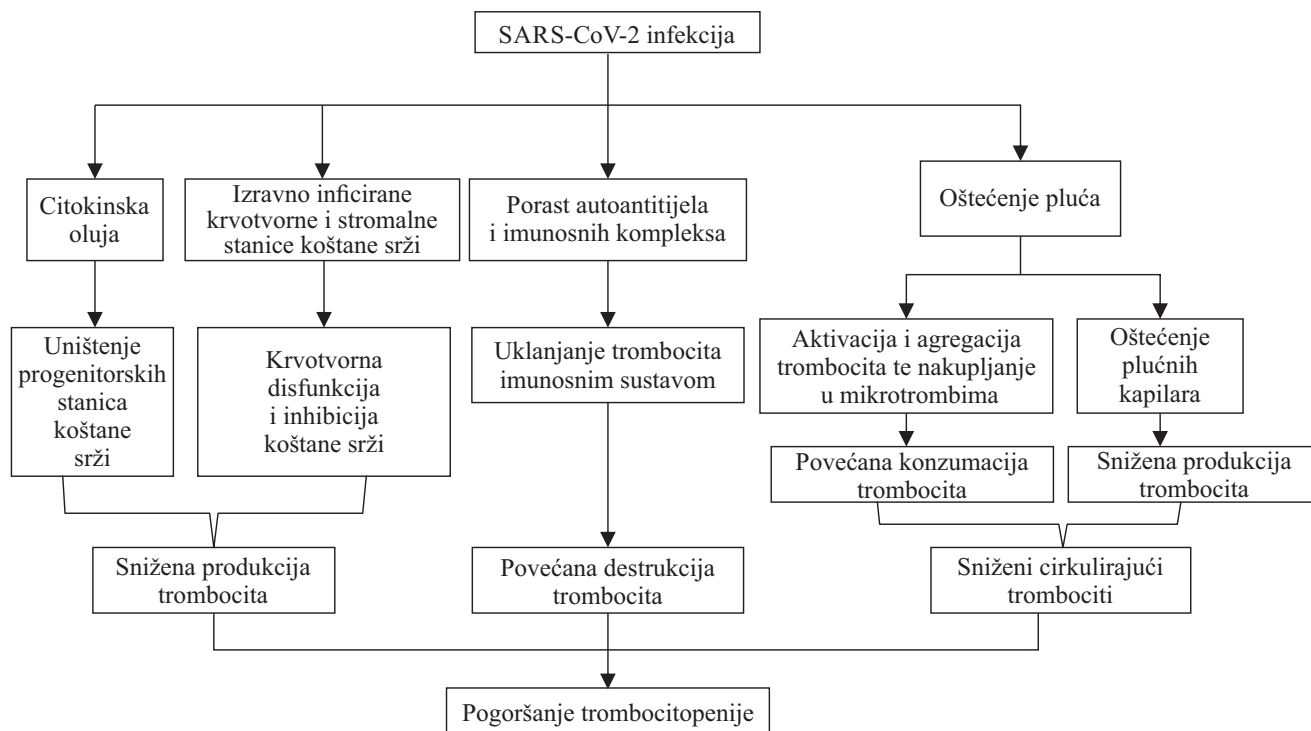 SARS-CoV-2 infekcija
Citokinska
oluja
Izravno inficirane
krvotvorne i stromalne
stanice koštane srži
Porast autoantitijela
i imunosnih kompleksa
Oštećenje pluća
Uništenje
progenitorskih
stanica
koštane
srži
Krvotvorna
disfunkcija
i inhibicija
koštane srži
Uklanjanje trombocita
imunosnim sustavom
Aktivacija i agregacija
trombocita te nakupljanje
u mikrotrombima
Oštećenje
plućnih
kapilara
Povećana konzumacija
trombocita
Snižena produkcija
trombocita
Snižena produkcija
trombocita
Povećana destrukcija
trombocita
Sniženi cirkulirajući
trombociti
Pogoršanje trombocitopenije